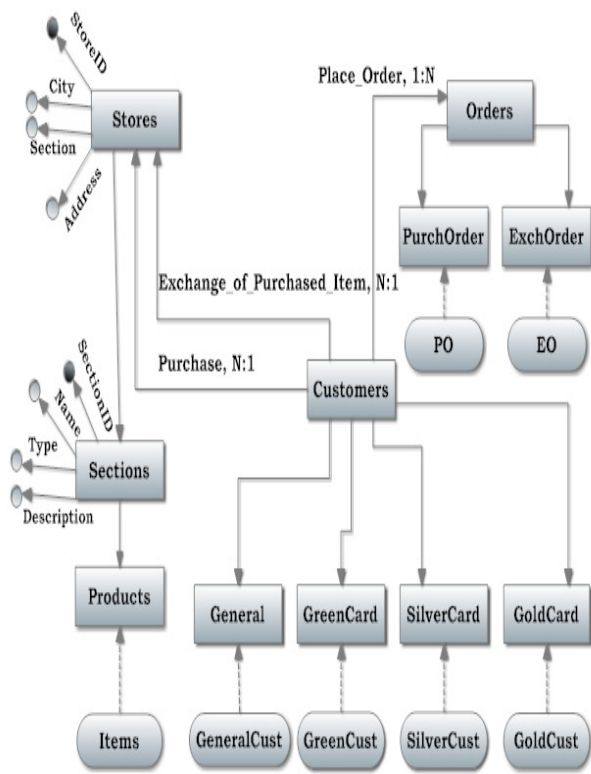 StoreID
City
Section
Address
Stores
Place_Order, 1:N
Orders
PurchOrder
ExchOrder
PO
EO
Exchange_of_Purchased_Item, N:1
Purchase, N:1
Customers
SectionID
Name
Type
Description
Sections
Products
General
GreenCard
SilverCard
GoldCard
Items
GeneralCust
GreenCust
SilverCust
GoldCust